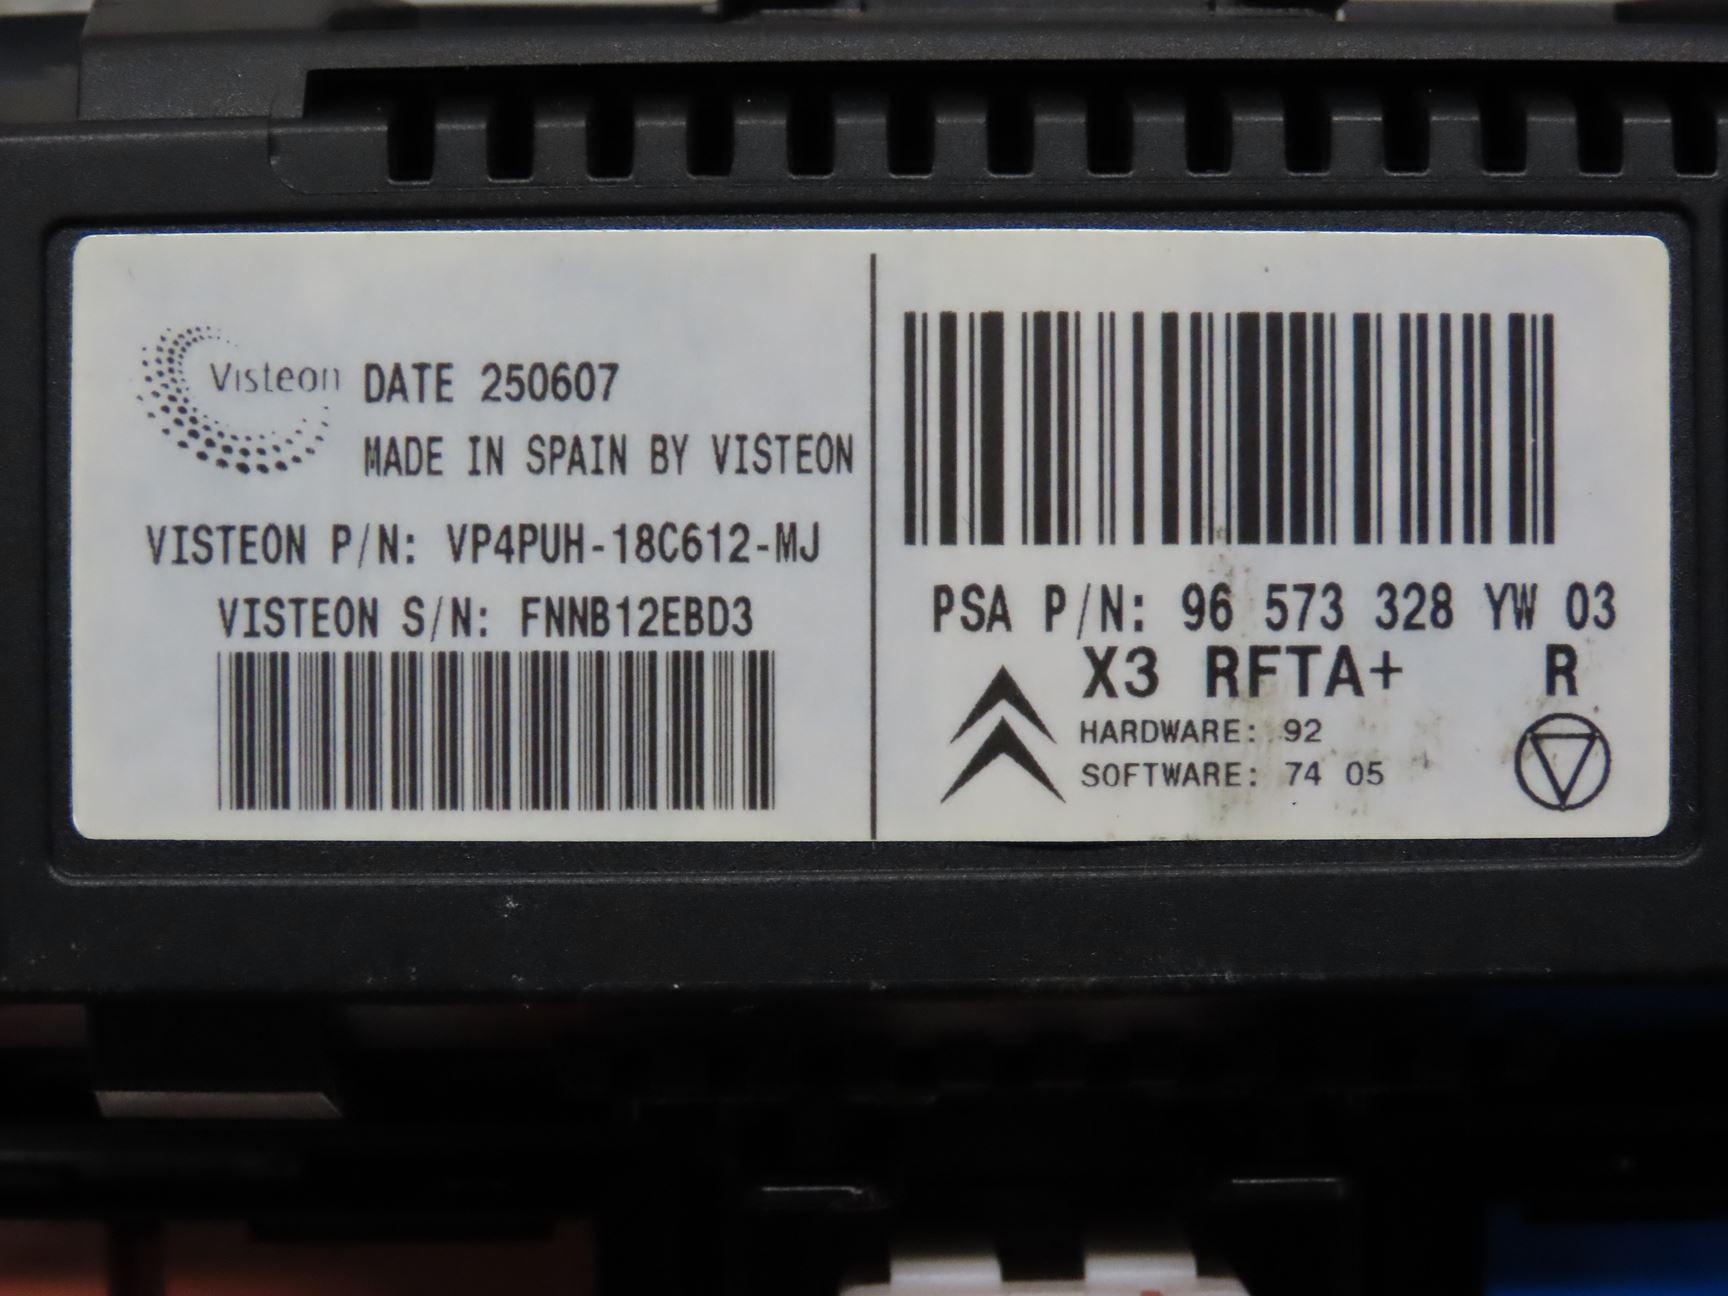 Visteon DATE 250607
MADE IN SPAIN BY VISTEON
VISTEON P/N: VP4PUH-18C612-MJ
VISTEON S/N: FNNB12EBD3
PSA P/N: 96 573 328 YW 03
X3 RFTA+ R
HARDWARE: 92
SOFTWARE: 74 05